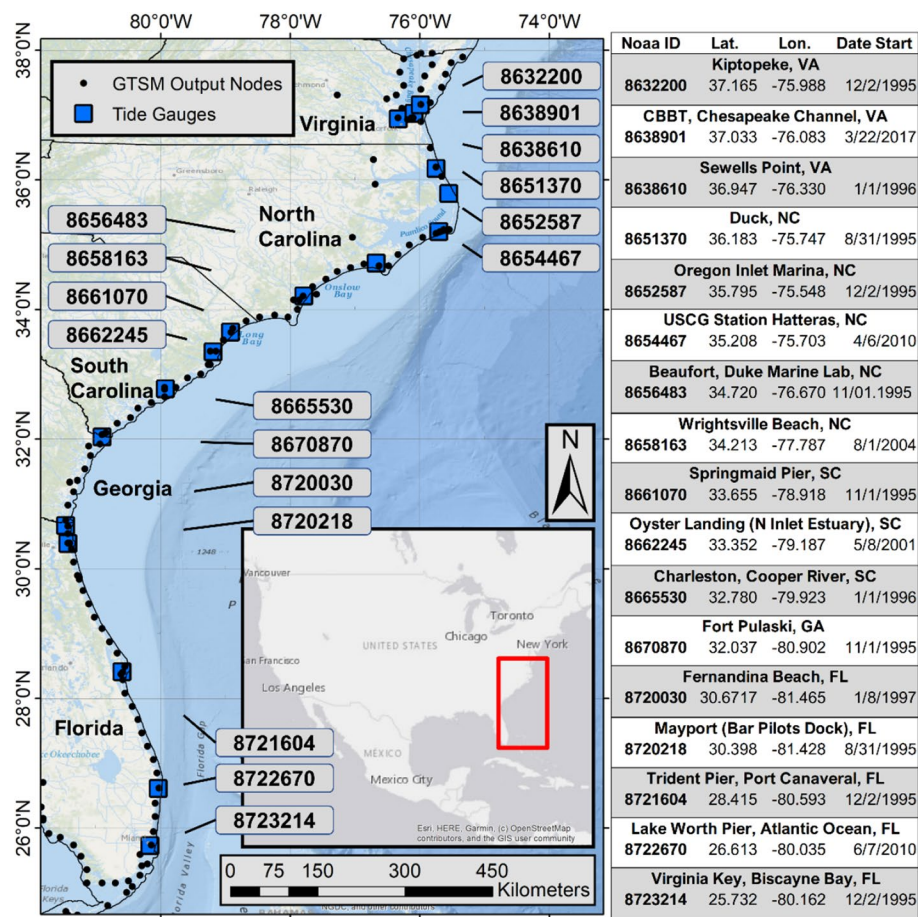 80°0'W 78°0'W 76°0'W 74°0'W
38°0'N
36°0'N
34°0'N
32°0'N
30°0'N
28°0'N
26°0'N
GTSM Output Nodes
Tide Gauges
Virginia
North
Carolina
South
Carolina
Georgia
Florida
Greensboro
Raleigh
Pamlico Sound
Onslow
Bay
Long
Bay
1240
P
Florida Gap
Florida Valley
Okeechobee
Miami
Florida
Keys
BAHAMA
8632200
8638901
8638610
8651370
8652587
8654467
8656483
8658163
8661070
8662245
8665530
8670870
8720030
8720218
8721604
8722670
8723214
N
Vancouver
Toronto
Chicago
New York
UNITED STATES
San Francisco
Los Angeles
MÉXICO
Mexico City
Esri, HERE, Garmin, (c) OpenStreetMap
contributors, and the GIS user community
0 75 150 300 450
Kilometers
Noaa ID Lat. Lon. Date Start
Kiptopeke, VA
8632200 37.165 -75.988 12/2/1995
CBBT, Chesapeake Channel, VA
8638901 37.033 -76.083 3/22/2017
Sewells Point, VA
8638610 36.947 -76.330 1/1/1996
Duck, NC
8651370 36.183 -75.747 8/31/1995
Oregon Inlet Marina, NC
8652587 35.795 -75.548 12/2/1995
USCG Station Hatteras, NC
8654467 35.208 -75.703 4/6/2010
Beaufort, Duke Marine Lab, NC
8656483 34.720 -76.670 11/01.1995
Wrightsville Beach, NC
8658163 34.213 -77.787 8/1/2004
Springmaid Pier, SC
8661070 33.655 -78.918 11/1/1995
Oyster Landing (N Inlet Estuary), SC
8662245 33.352 -79.187 5/8/2001
Charleston, Cooper River, SC
8665530 32.780 -79.923 1/1/1996
Fort Pulaski, GA
8670870 32.037 -80.902 11/1/1995
Fernandina Beach, FL
8720030 30.6717 -81.465 1/8/1997
Mayport (Bar Pilots Dock), FL
8720218 30.398 -81.428 8/31/1995
Trident Pier, Port Canaveral, FL
8721604 28.415 -80.593 12/2/1995
Lake Worth Pier, Atlantic Ocean, FL
8722670 26.613 -80.035 6/7/2010
Virginia Key, Biscayne Bay, FL
8723214 25.732 -80.162 12/2/1995